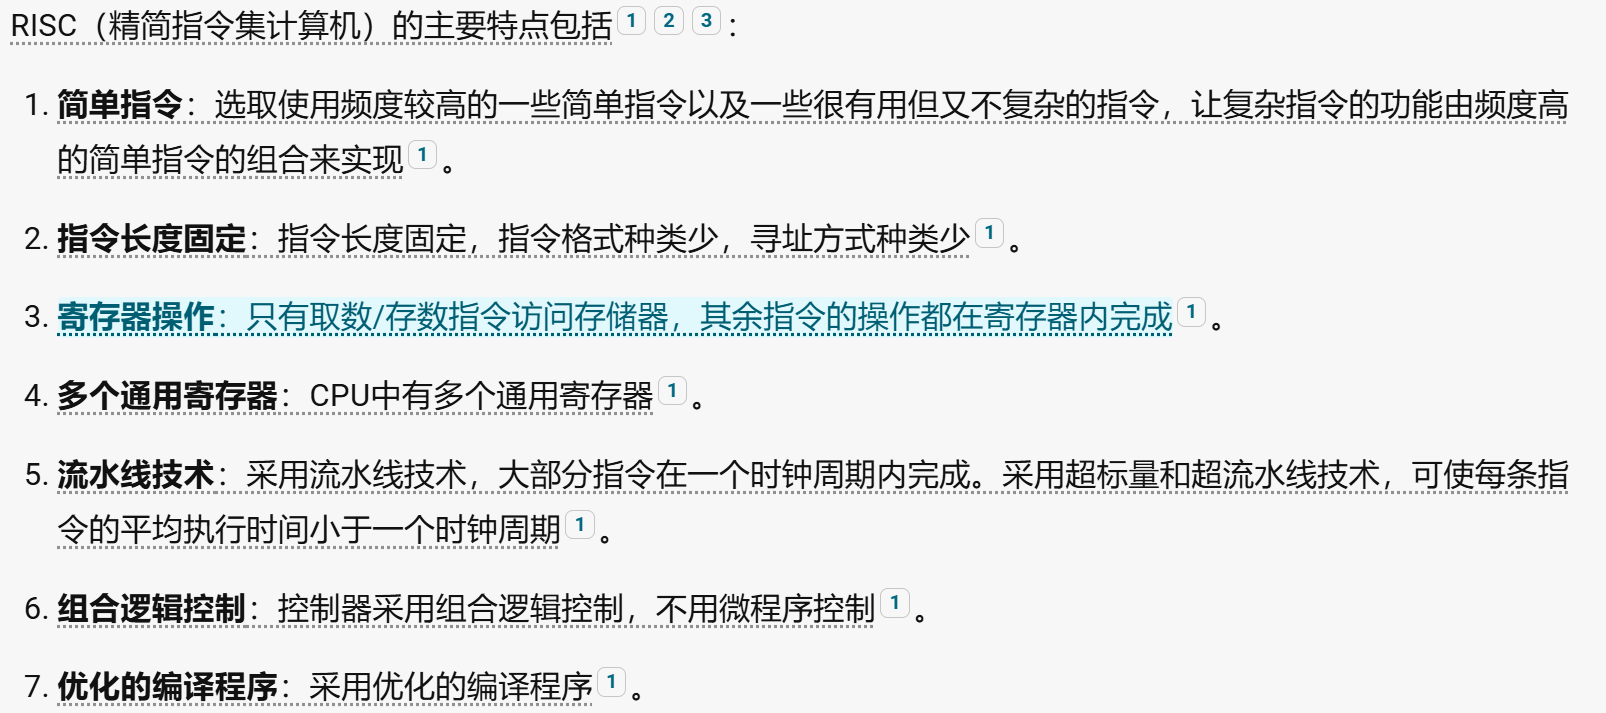 RISC（精简指令集计算机）的主要特点包括 1 2 3 ：
1. 简单指令：选取使用频度较高的一些简单指令以及一些很有用但又不复杂的指令，让复杂指令的功能由频度高
的简单指令的组合来实现 1 。
2. 指令长度固定：指令长度固定，指令格式种类少，寻址方式种类少 1 。
3. 寄存器操作：只有取数/存数指令访问存储器，其余指令的操作都在寄存器内完成 1 。
4. 多个通用寄存器：CPU中有多个通用寄存器 1 。
5. 流水线技术：采用流水线技术，大部分指令在一个时钟周期内完成。采用超标量和超流水线技术，可使每条指
令的平均执行时间小于一个时钟周期 1 。
6. 组合逻辑控制：控制器采用组合逻辑控制，不用微程序控制 1 。
7. 优化的编译程序：采用优化的编译程序 1 。